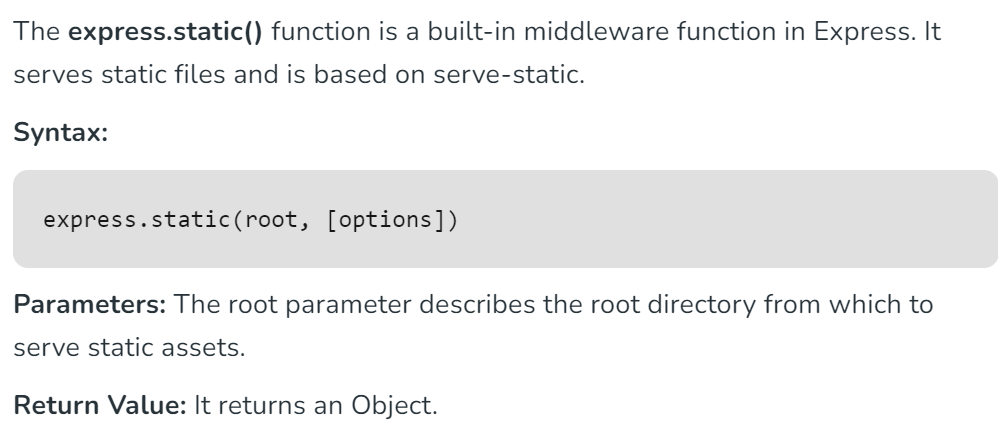 The express.static() function is a built-in middleware function in Express. It
serves static files and is based on serve-static.
Syntax:
express.static(root, [options])
Parameters: The root parameter describes the root directory from which to
serve static assets.
Return Value: It returns an Object.